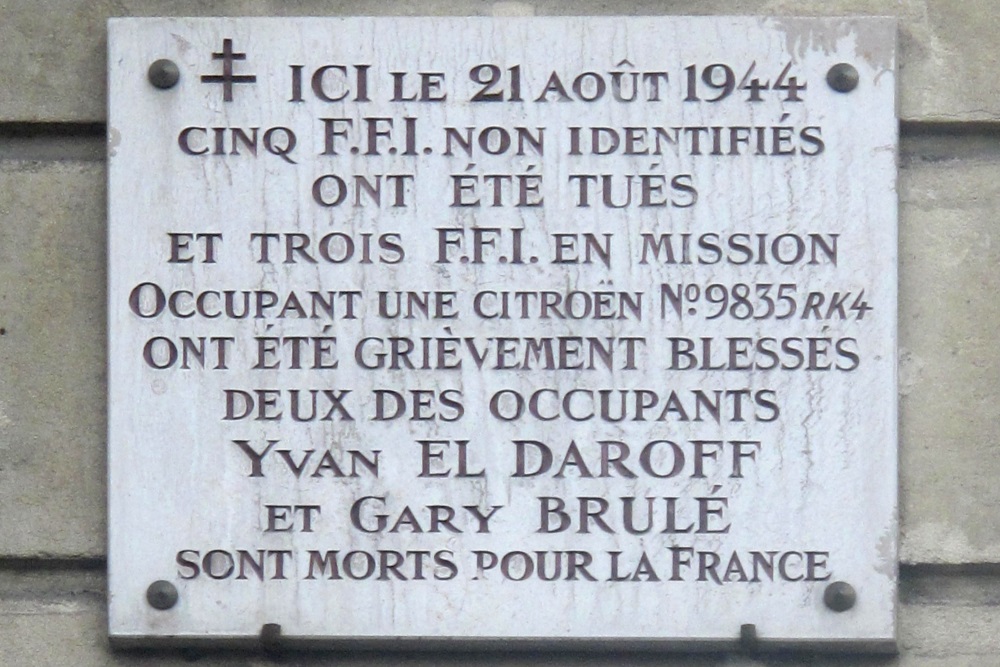 ICI LE 21 AOÛT 1944
CINQ F.F.I. NON IDENTIFIÉS
ONT ÉTÉ TUÉS
ET TROIS F.F.I. EN MISSION
OCCUPANT UNE CITROËN Nº 9835 RK4
ONT ÉTÉ GRIÈVEMENT BLESSÉS
DEUX DES OCCUPANTS
YVAN EL DAROFF
ET GARY BRULÉ
SONT MORTS POUR LA FRANCE